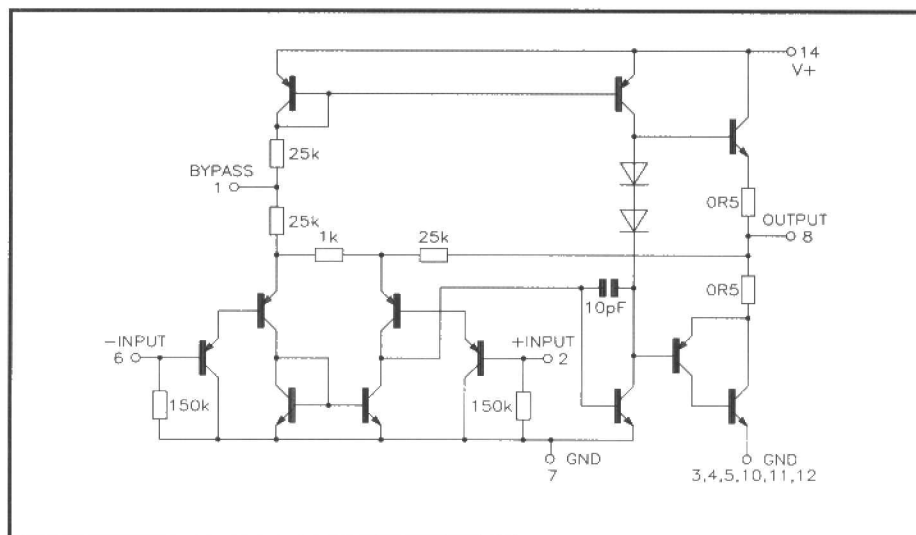 14
V+
25k
BYPASS
1
25k
1k
25k
0R5
OUTPUT
8
0R5
10pF
-INPUT
6
+INPUT
2
150k
150k
GND
7
GND
3,4,5,10,11,12